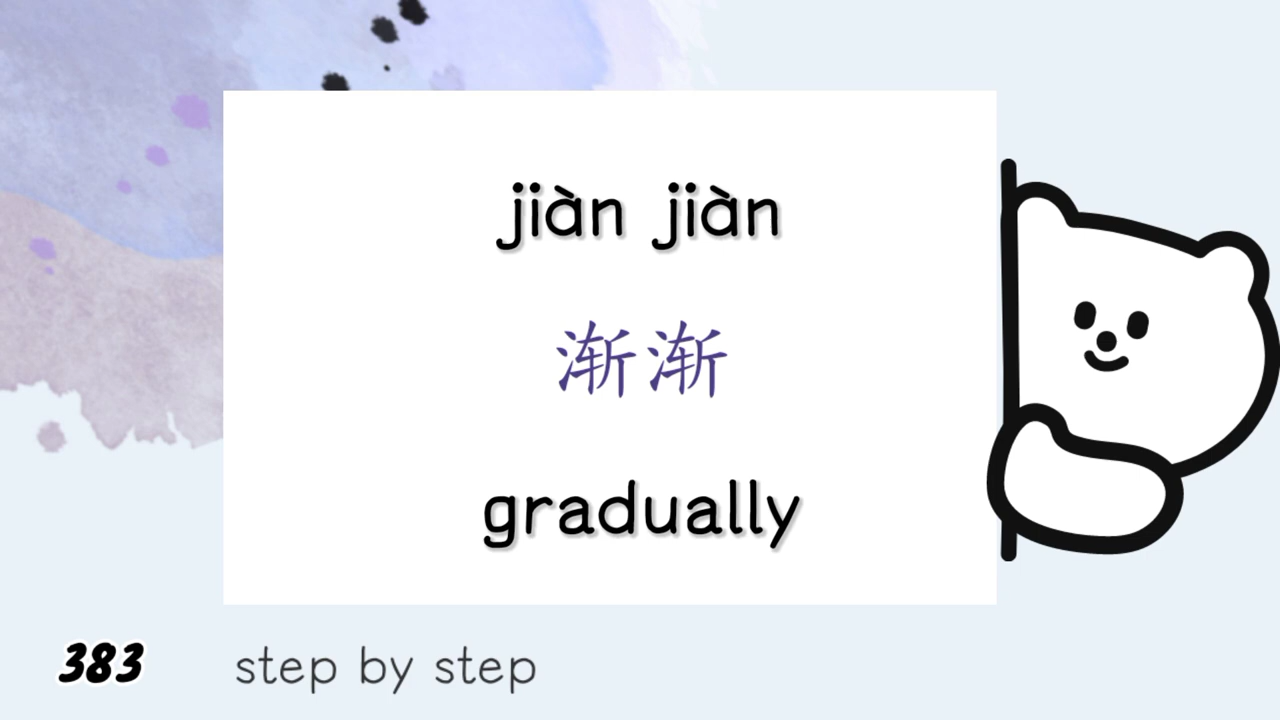 jiàn jiàn
渐渐
gradually
383
step by step